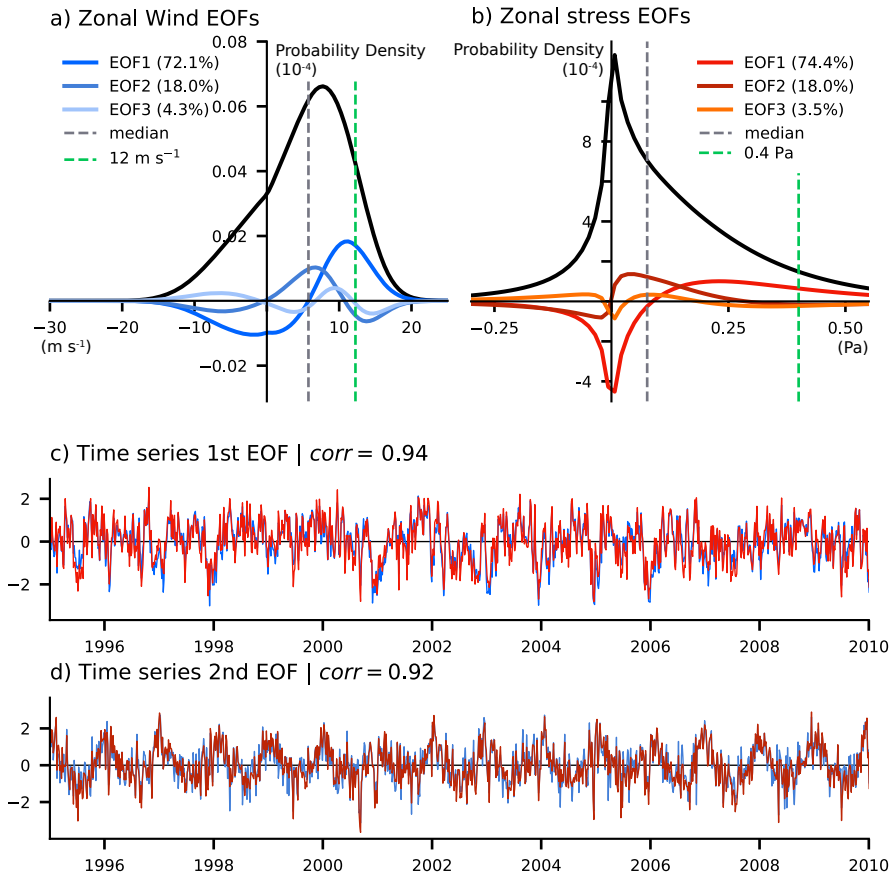 a) Zonal Wind EOFs
0.08
Probability Density
(10⁻⁴)
EOF1 (72.1%)
EOF2 (18.0%)
EOF3 (4.3%)
median
12 m s⁻¹
0.06
0.04
0.02
−0.02
−30
−20
−10
10
20
(m s⁻¹)
b) Zonal stress EOFs
Probability Density
(10⁻⁴)
EOF1 (74.4%)
EOF2 (18.0%)
EOF3 (3.5%)
median
0.4 Pa
8
4
-4
−0.25
0.25
0.50
(Pa)
c) Time series 1st EOF | corr = 0.94
2
0
−2
1996
1998
2000
2002
2004
2006
2008
2010
d) Time series 2nd EOF | corr = 0.92
2
0
−2
1996
1998
2000
2002
2004
2006
2008
2010